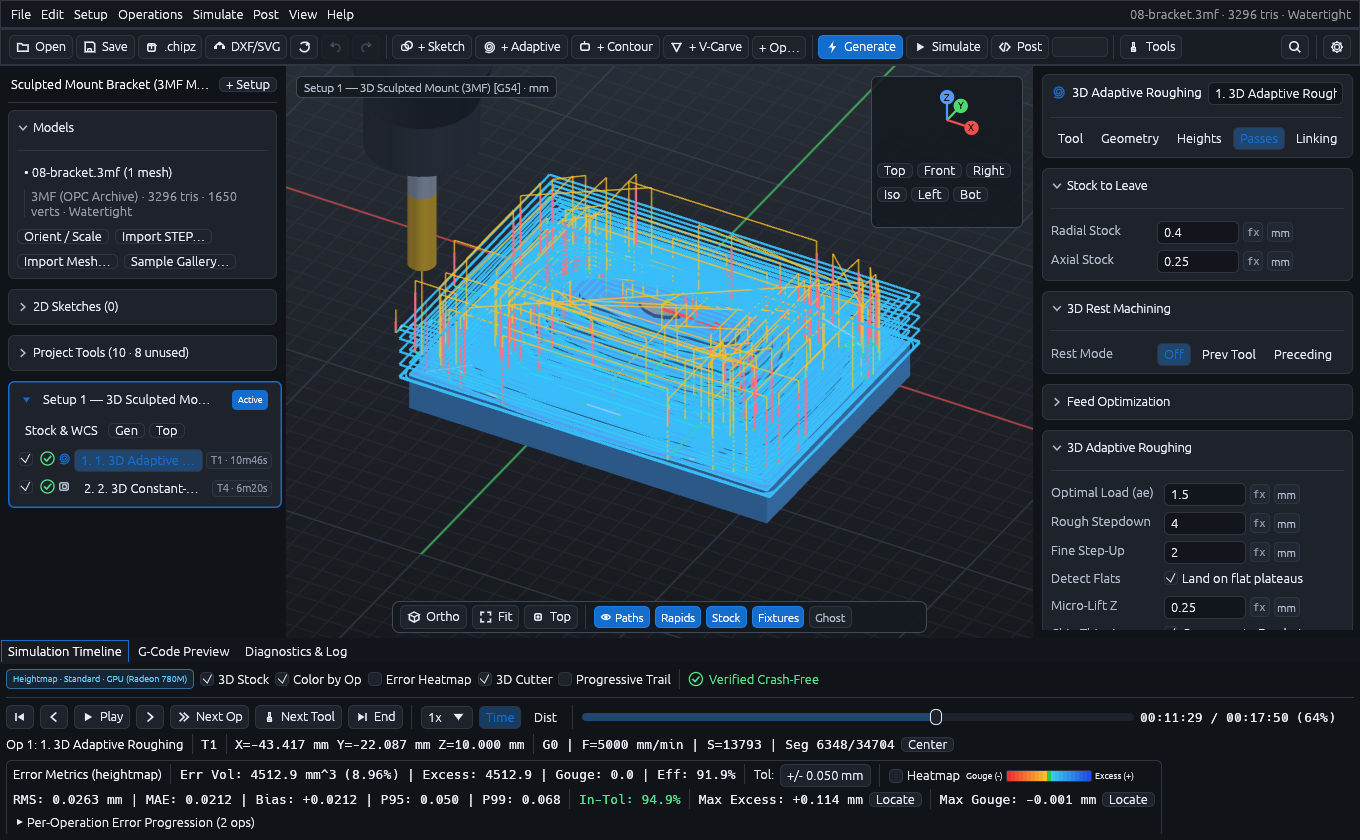 File Edit Setup Operations Simulate Post View Help
08-bracket.3mf · 3296 tris · Watertight
Open Save .chipz DXF/SVG + Sketch + Adaptive + Contour + V-Carve + Op... Generate Simulate Post Tools
Sculpted Mount Bracket (3MF M... + Setup
Models
• 08-bracket.3mf (1 mesh)
3MF (OPC Archive) · 3296 tris · 1650
verts · Watertight
Orient / Scale Import STEP...
Import Mesh... Sample Gallery...
2D Sketches (0)
Project Tools (10 · 8 unused)
Setup 1 — 3D Sculpted Mo... Active
Stock & WCS Gen Top
1. 1. 3D Adaptive ... T1 · 10m46s
2. 2. 3D Constant-... T4 · 6m20s
Setup 1 — 3D Sculpted Mount (3MF) [G54] · mm
Z
Y
X
Top Front Right
Iso Left Bot
Ortho Fit Top Paths Rapids Stock Fixtures Ghost
3D Adaptive Roughing 1. 3D Adaptive Rough
Tool Geometry Heights Passes Linking
Stock to Leave
Radial Stock 0.4 fx mm
Axial Stock 0.25 fx mm
3D Rest Machining
Rest Mode Off Prev Tool Preceding
Feed Optimization
3D Adaptive Roughing
Optimal Load (ae) 1.5 fx mm
Rough Stepdown 4 fx mm
Fine Step-Up 2 fx mm
Detect Flats Land on flat plateaus
Micro-Lift Z 0.25 fx mm
Simulation Timeline G-Code Preview Diagnostics & Log
Heightmap · Standard · GPU (Radeon 780M) 3D Stock Color by Op Error Heatmap 3D Cutter Progressive Trail Verified Crash-Free
Play Next Op Next Tool End 1x Time Dist 00:11:29 / 00:17:50 (64%)
Op 1: 1. 3D Adaptive Roughing T1 X=-43.417 mm Y=-22.087 mm Z=10.000 mm G0 | F=5000 mm/min | S=13793 | Seg 6348/34704 Center
Error Metrics (heightmap) Err Vol: 4512.9 mm^3 (8.96%) | Excess: 4512.9 | Gouge: 0.0 | Eff: 91.9% Tol: +/- 0.050 mm Heatmap Gouge (-) Excess (+)
RMS: 0.0263 mm | MAE: 0.0212 | Bias: +0.0212 | P95: 0.050 | P99: 0.068 In-Tol: 94.9% Max Excess: +0.114 mm Locate Max Gouge: -0.001 mm Locate
Per-Operation Error Progression (2 ops)